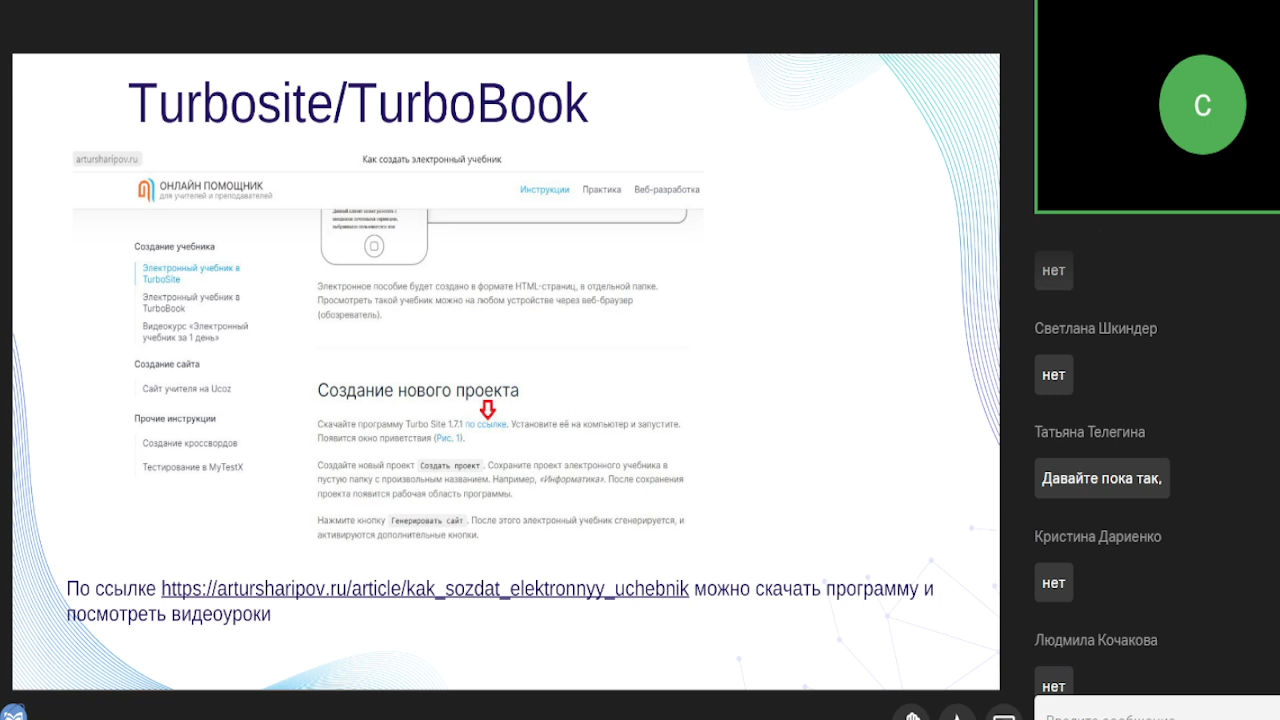 Turbosite/TurboBook
artursharipov.ru
Как создать электронный учебник
ОНЛАЙН ПОМОЩНИК
для учителей и преподавателей
Инструкции
Практика
Веб-разработка
Создание учебника
Электронный учебник в
TurboSite
Электронный учебник в
TurboBook
Видеокурс «Электронный
учебник за 1 день»
Создание сайта
Сайт учителя на Ucoz
Прочие инструкции
Создание кроссвордов
Тестирование в MyTestX
Электронное пособие будет создано в формате HTML-страниц, в отдельной папке.
Просмотреть такой учебник можно на любом устройстве через веб-браузер
(обозреватель).
Создание нового проекта
Скачайте программу Turbo Site 1.7.1 по ссылке. Установите её на компьютер и запустите.
Появится окно приветствия (Рис. 1).
Создайте новый проект Создать проект. Сохраните проект электронного учебника в
пустую папку с произвольным названием. Например, «Информатика». После сохранения
проекта появится рабочая область программы.
Нажмите кнопку Генерировать сайт. После этого электронный учебник сгенерируется, и
активируются дополнительные кнопки.
По ссылке https://artursharipov.ru/article/kak_sozdat_elektronnyy_uchebnik можно скачать программу и
посмотреть видеоуроки
С
нет
Светлана Шкиндер
нет
Татьяна Телегина
Давайте пока так,
Кристина Дариенко
нет
Людмила Кочакова
нет